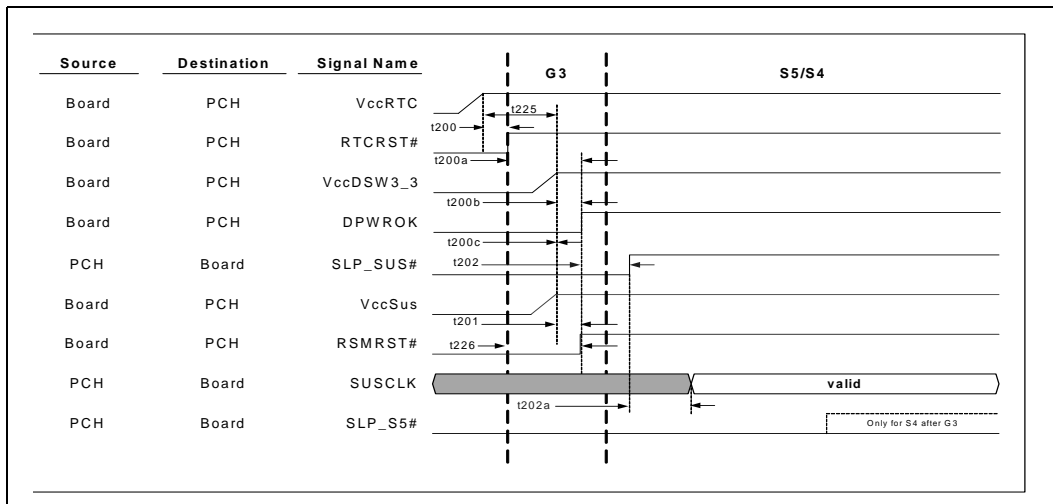 Source Destination Signal Name G3 S5/S4
Board PCH VccRTC
t225
t200
Board PCH RTCRST#
t200a
Board PCH VccDSW3_3
t200b
Board PCH DPWROK
t200c
PCH Board SLP_SUS#
t202
Board PCH VccSus
t201
Board PCH RSMRST#
t226
PCH Board SUSCLK valid
t202a
PCH Board SLP_S5# Only for S4 after G3